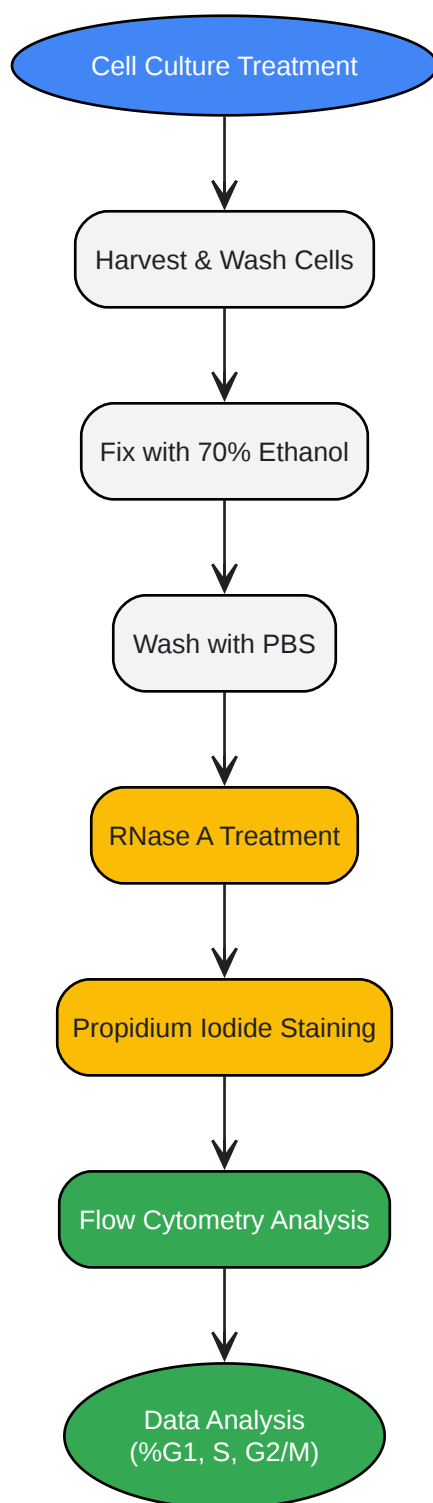 Cell Culture Treatment
Harvest & Wash Cells
Fix with 70% Ethanol
Wash with PBS
RNase A Treatment
Propidium Iodide Staining
Flow Cytometry Analysis
Data Analysis
(%G1, S, G2/M)